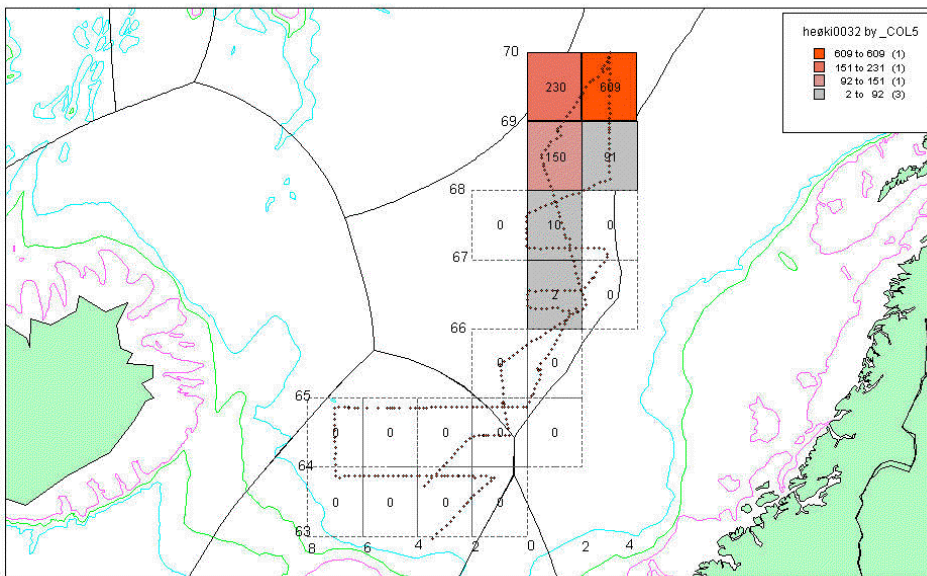 heøki0032 by _COL5
609 to 609 (1)
151 to 231 (1)
92 to 151 (1)
2 to 92 (3)
70
230 609
69
150 91
68
0 10 0
67
2 0
66
0 0
65
0 0 0 0 0
64
0 0 0 0
63
8 6 4 2 0 2 4